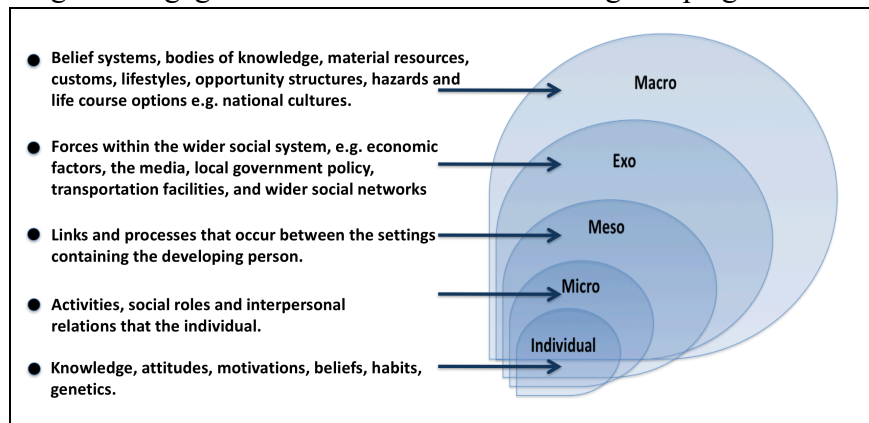 Belief systems, bodies of knowledge, material resources,
customs, lifestyles, opportunity structures, hazards and
life course options e.g. national cultures.
Macro
Forces within the wider social system, e.g. economic
factors, the media, local government policy,
transportation facilities, and wider social networks
Exo
Links and processes that occur between the settings
containing the developing person.
Meso
Activities, social roles and interpersonal
relations that the individual.
Micro
Knowledge, attitudes, motivations, beliefs, habits,
genetics.
Individual